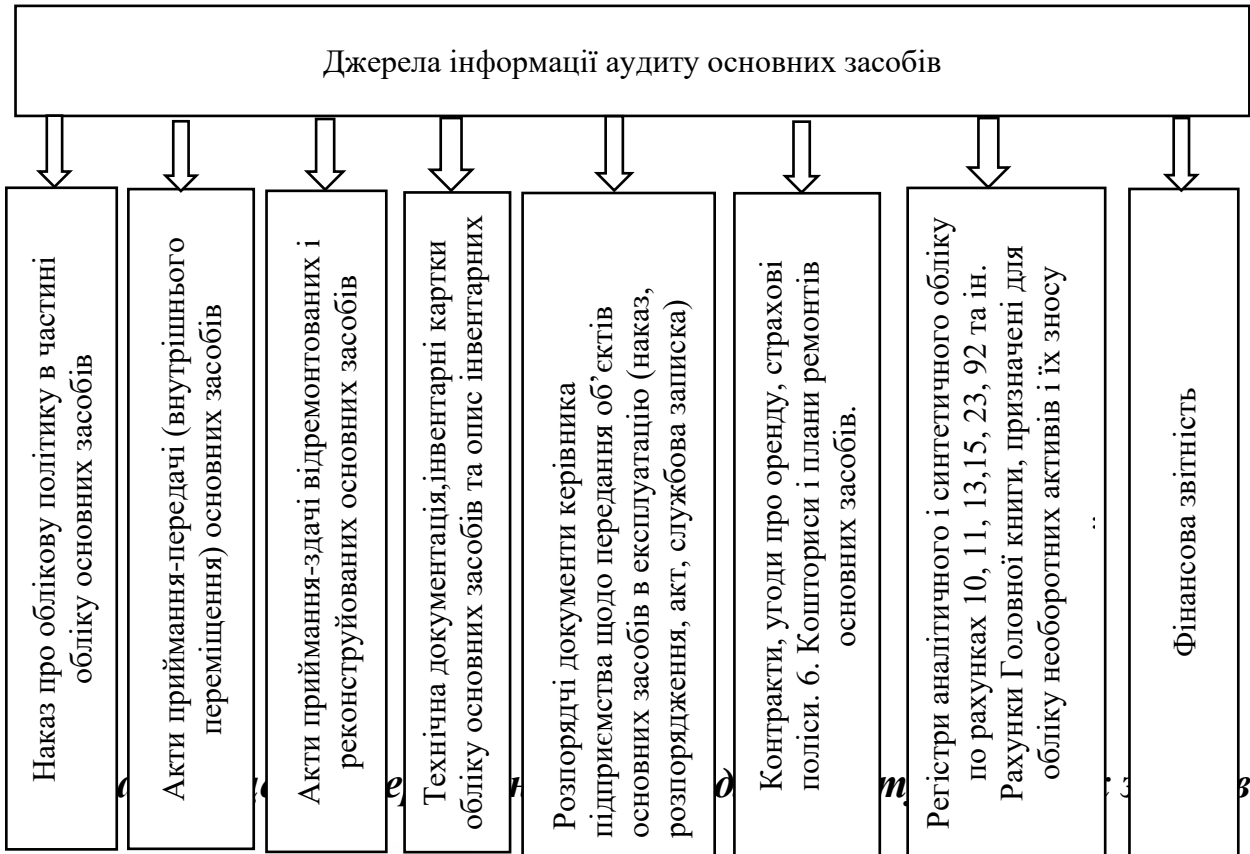 Джерела інформації аудиту основних засобів
Наказ про облікову політику в частині
обліку основних засобів
Акти приймання-передачі (внутрішнього
переміщення) основних засобів
Акти приймання-здачі відремонтованих і
реконструйованих основних засобів
Технічна документація,інвентарні картки
обліку основних засобів та опис інвентарних
Розпорядчі документи керівника
підприємства щодо передання об’єктів
основних засобів в експлуатацію (наказ,
розпорядження, акт, службова записка)
Контракти, угоди про оренду, страхові
поліси. 6. Кошториси і плани ремонтів
основних засобів.
Регістри аналітичного і синтетичного обліку
по рахунках 10, 11, 13,15, 23, 92 та ін.
Рахунки Головної книги, призначені для
обліку необоротних активів і їх зносу
Фінансова звітність